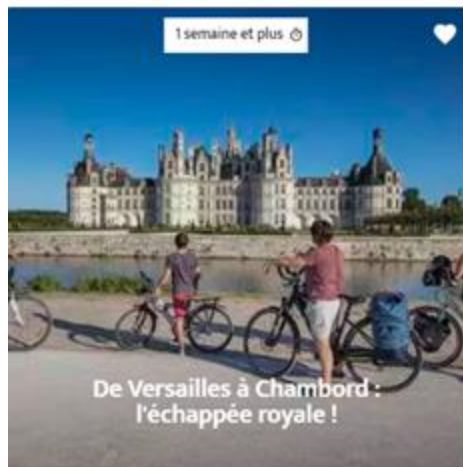 1 semaine et plus
De Versailles à Chambord :
l'échappée royale !